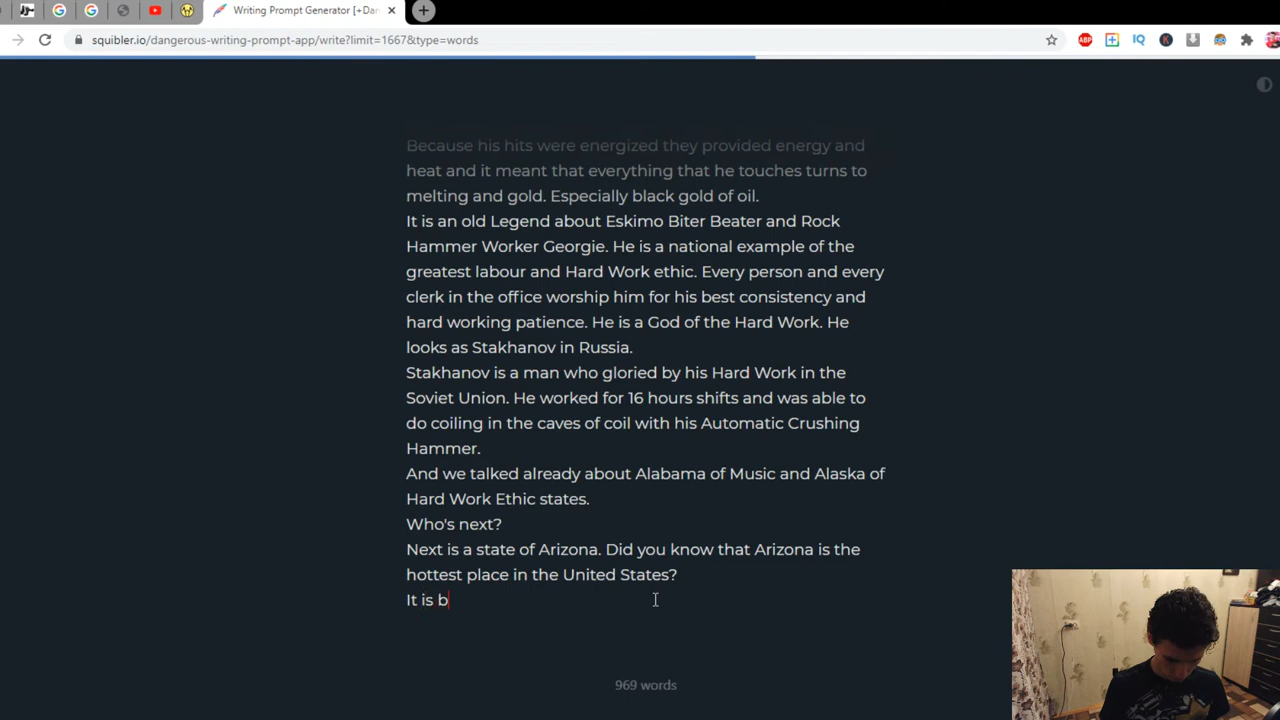 Writing Prompt Generator [+Dan
squibler.io/dangerous-writing-prompt-app/write?limit=1667&type=words
ABP
IQ
K
Because his hits were energized they provided energy and
heat and it meant that everything that he touches turns to
melting and gold. Especially black gold of oil.
It is an old Legend about Eskimo Biter Beater and Rock
Hammer Worker Georgie. He is a national example of the
greatest labour and Hard Work ethic. Every person and every
clerk in the office worship him for his best consistency and
hard working patience. He is a God of the Hard Work. He
looks as Stakhanov in Russia.
Stakhanov is a man who gloried by his Hard Work in the
Soviet Union. He worked for 16 hours shifts and was able to
do coiling in the caves of coil with his Automatic Crushing
Hammer.
And we talked already about Alabama of Music and Alaska of
Hard Work Ethic states.
Who's next?
Next is a state of Arizona. Did you know that Arizona is the
hottest place in the United States?
It is b
969 words